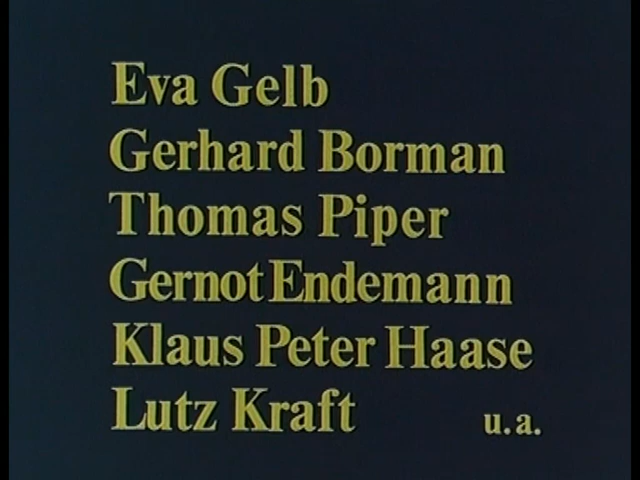 Eva Gelb
Gerhard Borman
Thomas Piper
Gernot Endemann
Klaus Peter Haase
Lutz Kraft u.a.